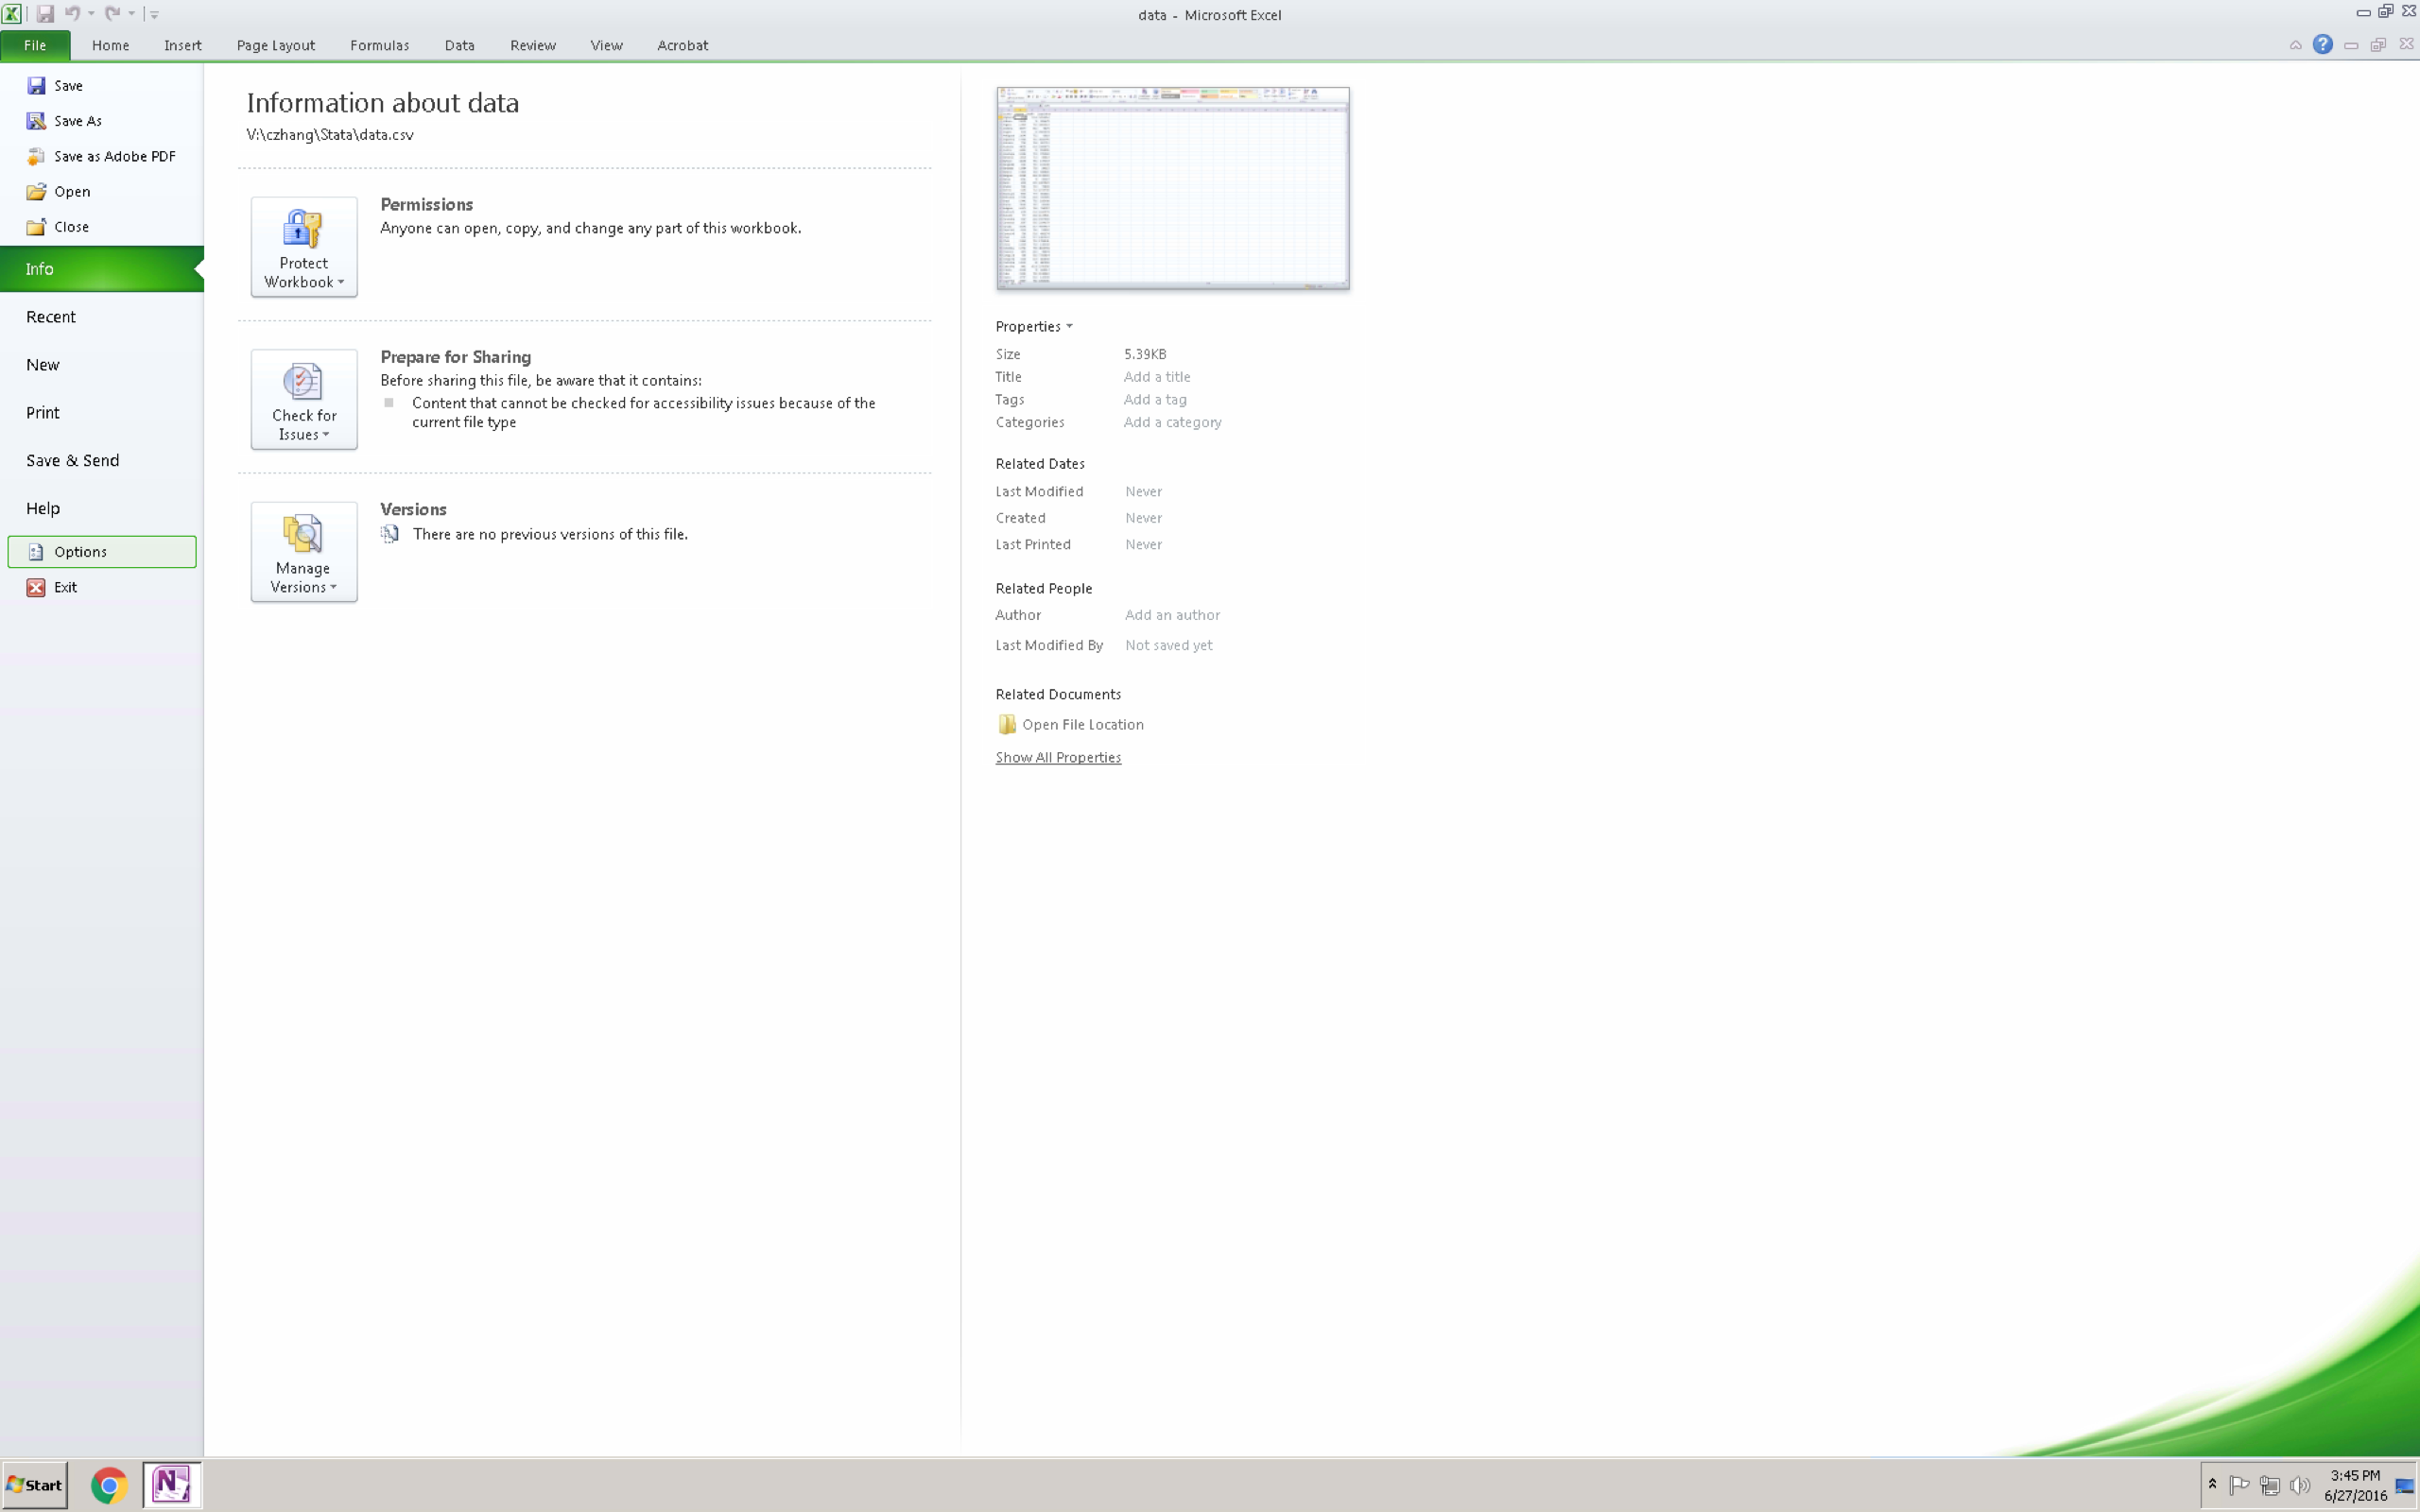 data - Microsoft Excel
File Home Insert Page Layout Formulas Data Review View Acrobat
Save
Save As
Save as Adobe PDF
Open
Close
Info
Recent
New
Print
Save & Send
Help
Options
Exit
Information about data
V:\czhang\Stata\data.csv
Protect
Workbook
Permissions
Anyone can open, copy, and change any part of this workbook.
Check for
Issues
Prepare for Sharing
Before sharing this file, be aware that it contains:
Content that cannot be checked for accessibility issues because of the
current file type
Manage
Versions
Versions
There are no previous versions of this file.
Properties
Size 5.39KB
Title Add a title
Tags Add a tag
Categories Add a category
Related Dates
Last Modified Never
Created Never
Last Printed Never
Related People
Author Add an author
Last Modified By Not saved yet
Related Documents
Open File Location
Show All Properties
Start
3:45 PM
6/27/2016